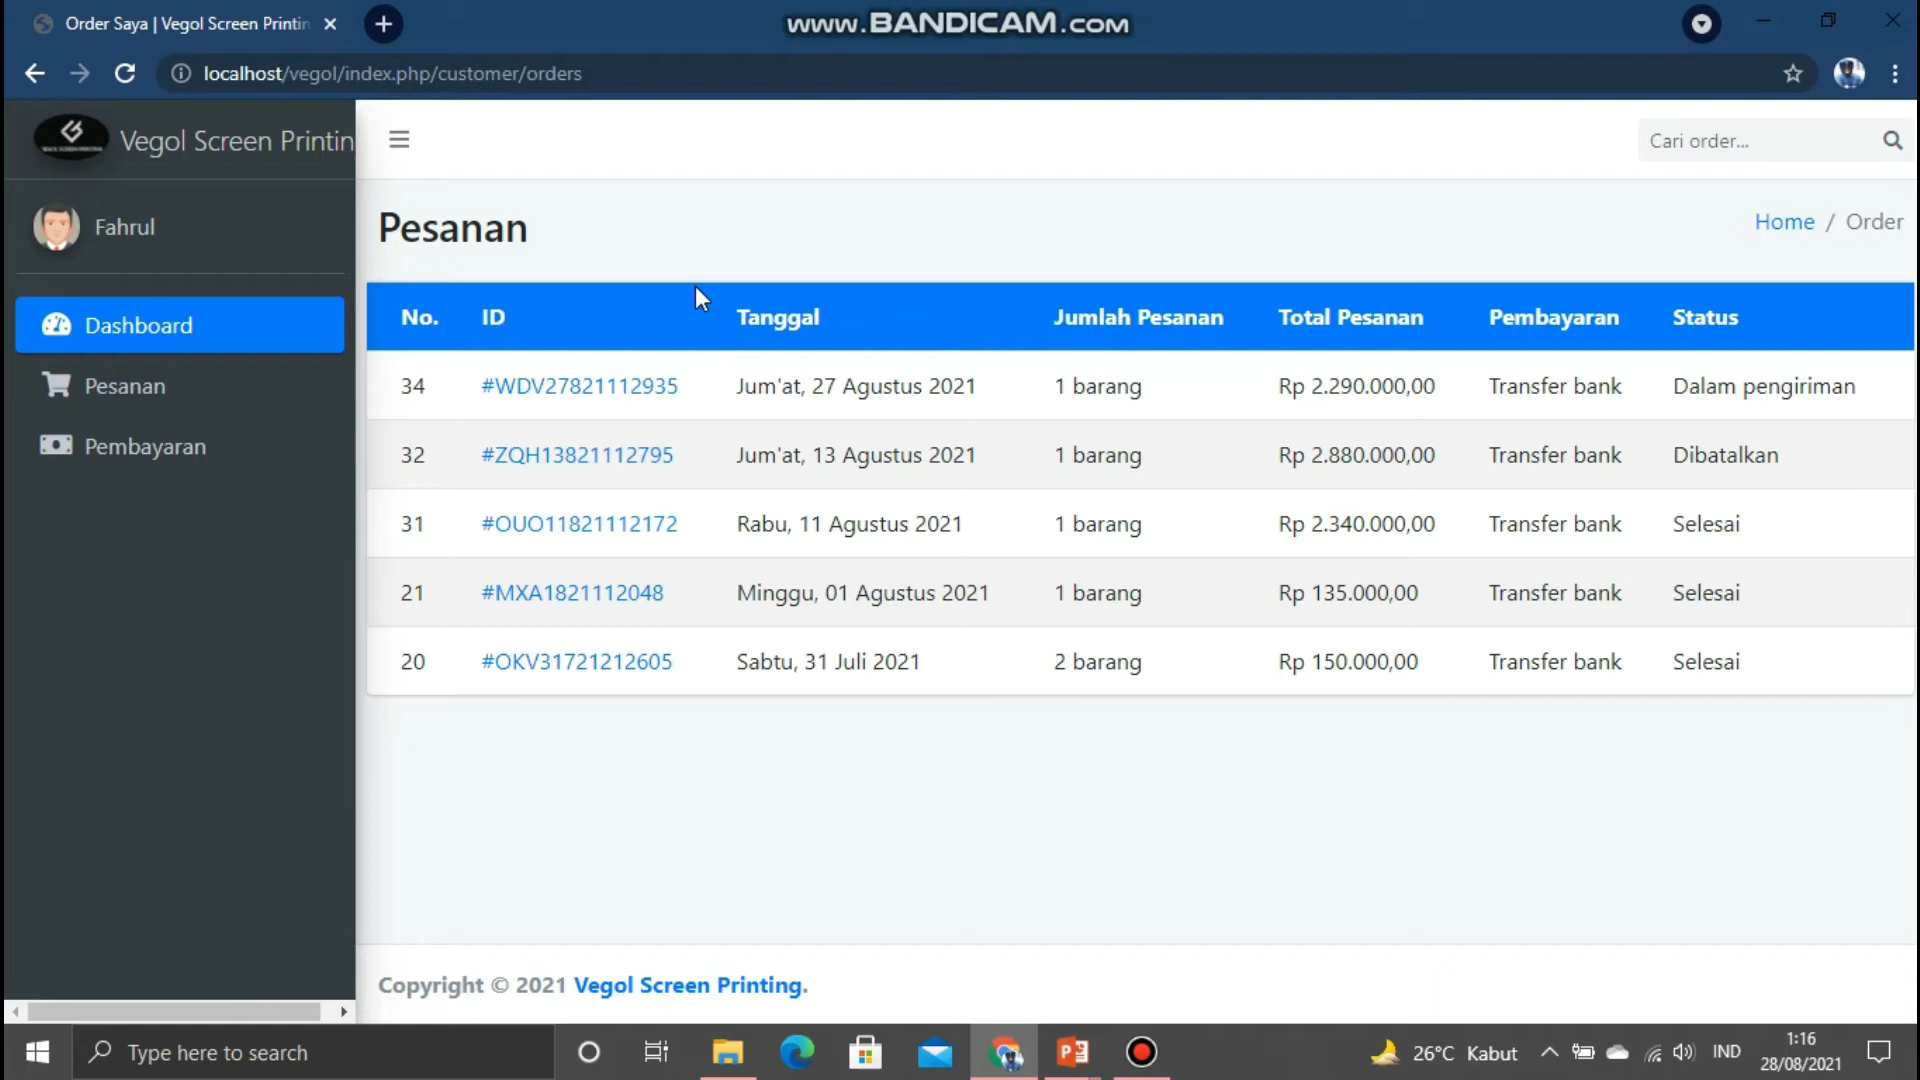 Order Saya | Vegol Screen Printin
www.BANDICAM.com
localhost/vegol/index.php/customer/orders
Vegol Screen Printin
Cari order...
Fahrul
Pesanan
Home / Order
Dashboard
Pesanan
Pembayaran
No. ID Tanggal Jumlah Pesanan Total Pesanan Pembayaran Status
34 #WDV27821112935 Jum'at, 27 Agustus 2021 1 barang Rp 2.290.000,00 Transfer bank Dalam pengiriman
32 #ZQH13821112795 Jum'at, 13 Agustus 2021 1 barang Rp 2.880.000,00 Transfer bank Dibatalkan
31 #OUO11821112172 Rabu, 11 Agustus 2021 1 barang Rp 2.340.000,00 Transfer bank Selesai
21 #MXA1821112048 Minggu, 01 Agustus 2021 1 barang Rp 135.000,00 Transfer bank Selesai
20 #OKV31721212605 Sabtu, 31 Juli 2021 2 barang Rp 150.000,00 Transfer bank Selesai
Copyright © 2021 Vegol Screen Printing.
Type here to search
26°C Kabut
IND
1:16
28/08/2021